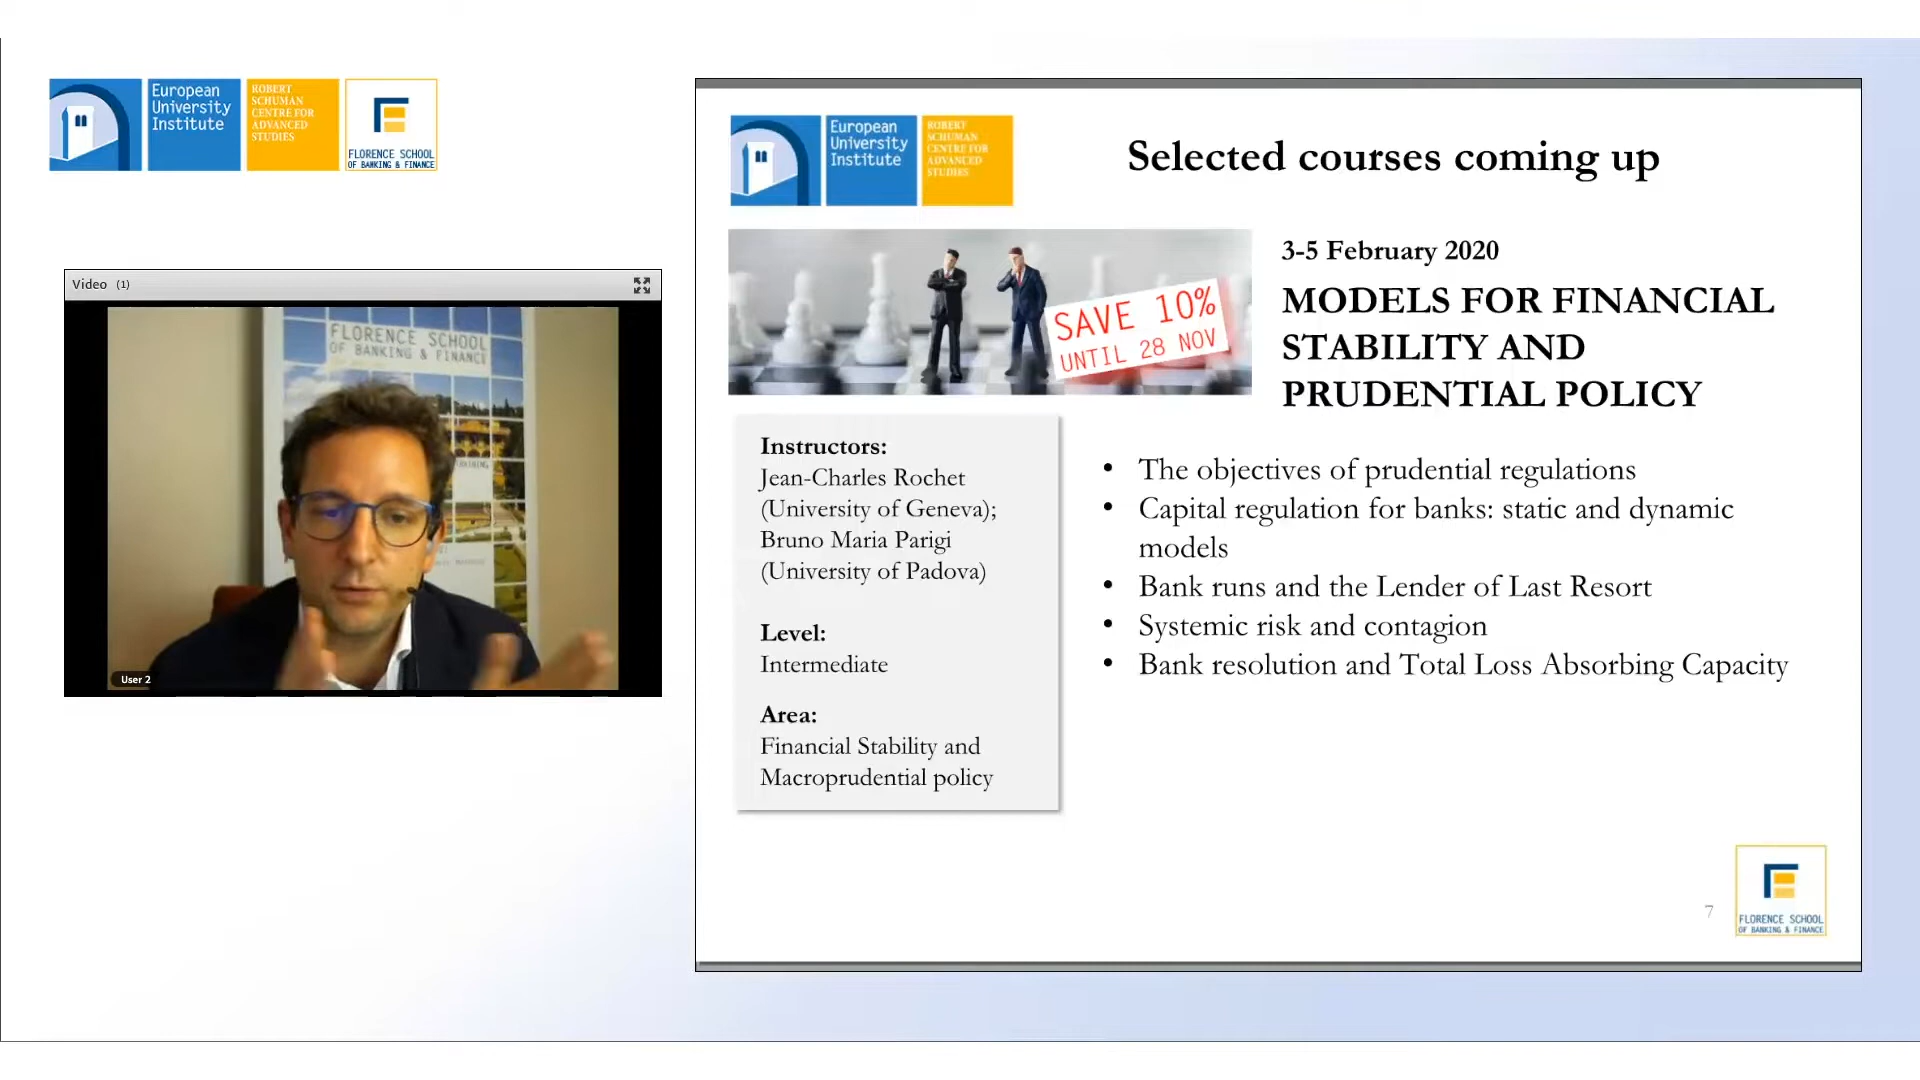 European
University
Institute
ROBERT
SCHUMAN
CENTRE FOR
ADVANCED
STUDIES
FLORENCE SCHOOL
OF BANKING & FINANCE
Video (1)
FLORENCE SCHOOL
OF BANKING & FINANCE
User 2
European
University
Institute
ROBERT
SCHUMAN
CENTRE FOR
ADVANCED
STUDIES
Selected courses coming up
SAVE 10%
UNTIL 28 NOV
3-5 February 2020
MODELS FOR FINANCIAL
STABILITY AND
PRUDENTIAL POLICY
Instructors:
Jean-Charles Rochet
(University of Geneva);
Bruno Maria Parigi
(University of Padova)
Level:
Intermediate
Area:
Financial Stability and
Macroprudential policy
• The objectives of prudential regulations
• Capital regulation for banks: static and dynamic
models
• Bank runs and the Lender of Last Resort
• Systemic risk and contagion
• Bank resolution and Total Loss Absorbing Capacity
7
FLORENCE SCHOOL
OF BANKING & FINANCE